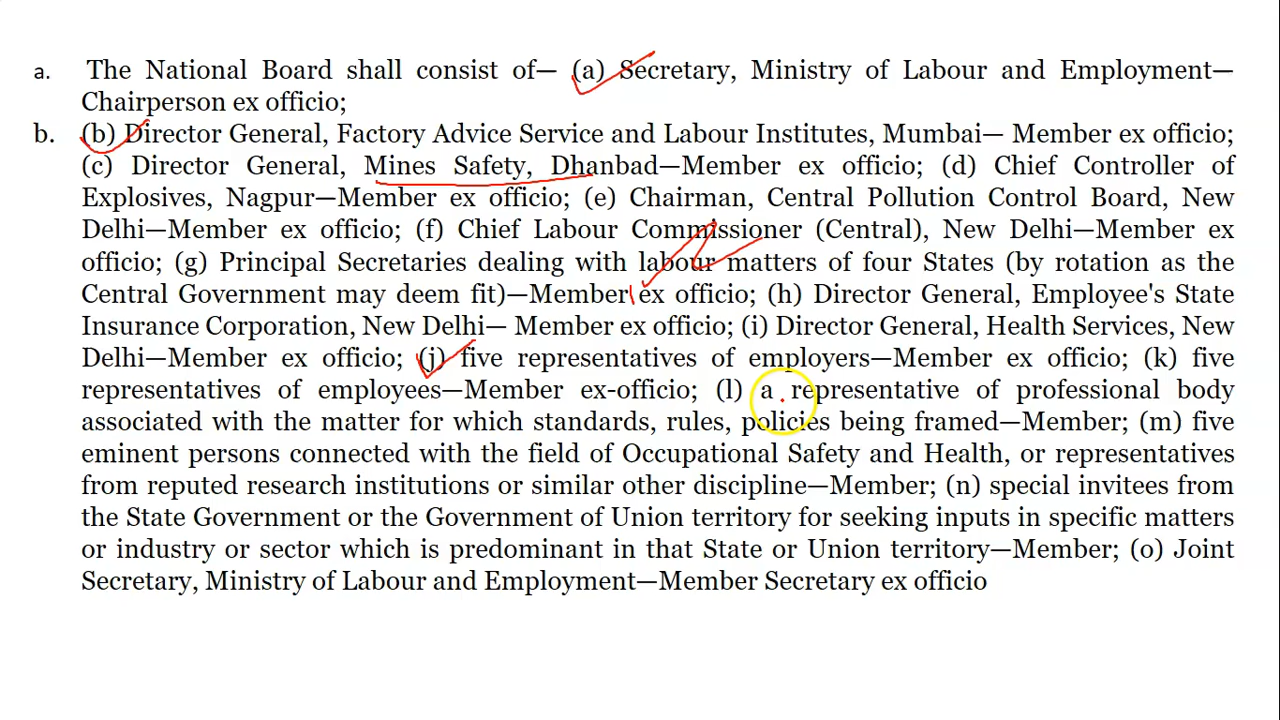 a. The National Board shall consist of— (a) Secretary, Ministry of Labour and Employment—
Chairperson ex officio;
b. (b) Director General, Factory Advice Service and Labour Institutes, Mumbai— Member ex officio;
(c) Director General, Mines Safety, Dhanbad—Member ex officio; (d) Chief Controller of
Explosives, Nagpur—Member ex officio; (e) Chairman, Central Pollution Control Board, New
Delhi—Member ex officio; (f) Chief Labour Commissioner (Central), New Delhi—Member ex
officio; (g) Principal Secretaries dealing with labour matters of four States (by rotation as the
Central Government may deem fit)—Member ex officio; (h) Director General, Employee's State
Insurance Corporation, New Delhi— Member ex officio; (i) Director General, Health Services, New
Delhi—Member ex officio; (j) five representatives of employers—Member ex officio; (k) five
representatives of employees—Member ex-officio; (l) a representative of professional body
associated with the matter for which standards, rules, policies being framed—Member; (m) five
eminent persons connected with the field of Occupational Safety and Health, or representatives
from reputed research institutions or similar other discipline—Member; (n) special invitees from
the State Government or the Government of Union territory for seeking inputs in specific matters
or industry or sector which is predominant in that State or Union territory—Member; (o) Joint
Secretary, Ministry of Labour and Employment—Member Secretary ex officio